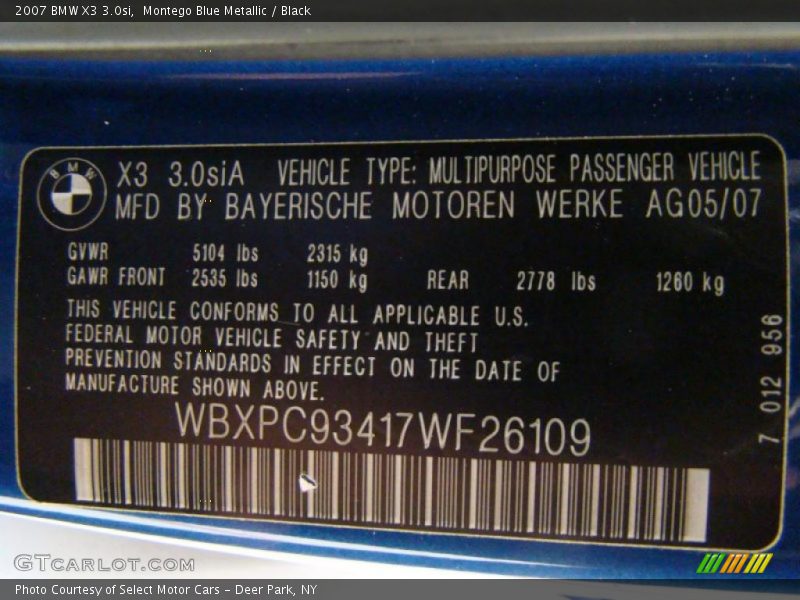 2007 BMW X3 3.0si, Montego Blue Metallic / Black
BMW
X3 3.0siA VEHICLE TYPE: MULTIPURPOSE PASSENGER VEHICLE
MFD BY BAYERISCHE MOTOREN WERKE AG 05/07
GVWR 5104 lbs 2315 kg
GAWR FRONT 2535 lbs 1150 kg REAR 2778 lbs 1260 kg
THIS VEHICLE CONFORMS TO ALL APPLICABLE U.S.
FEDERAL MOTOR VEHICLE SAFETY AND THEFT
PREVENTION STANDARDS IN EFFECT ON THE DATE OF
MANUFACTURE SHOWN ABOVE.
WBXPC93417WF26109
7 012 956
GTcarlot.com
Photo Courtesy of Select Motor Cars - Deer Park, NY